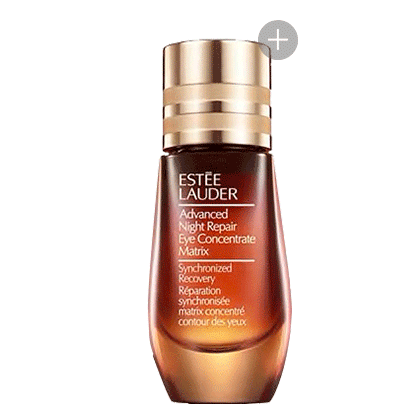 ESTĒE
LAUDER
Advanced
Night Repair
Eye Concentrate
Matrix
Synchronized
Recovery
Réparation
synchronisée
matrix concentré
contour des yeux